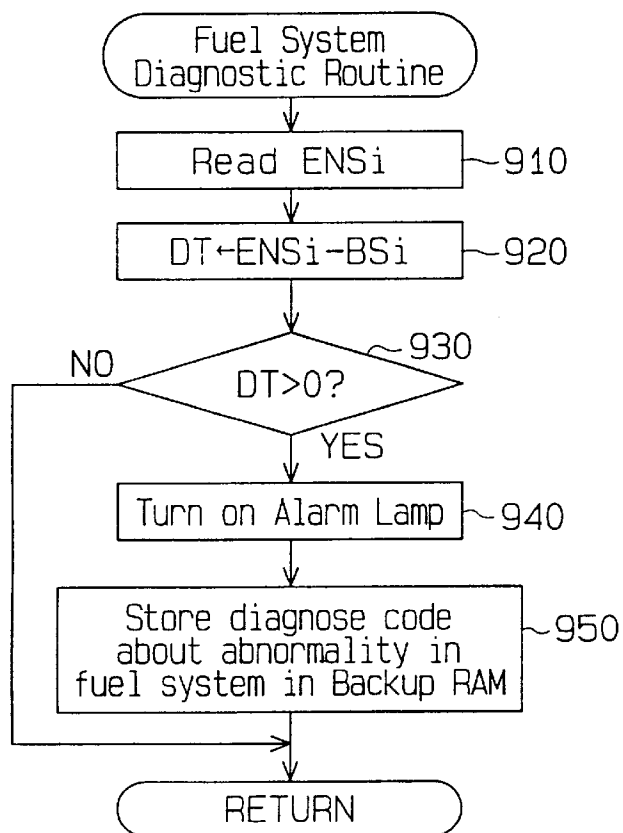 Fuel System
Diagnostic Routine
Read ENSi
910
DT←ENSi-BSi
920
930
NO
DT>0?
YES
Turn on Alarm Lamp
940
Store diagnose code
about abnormality in
fuel system in Backup RAM
950
RETURN